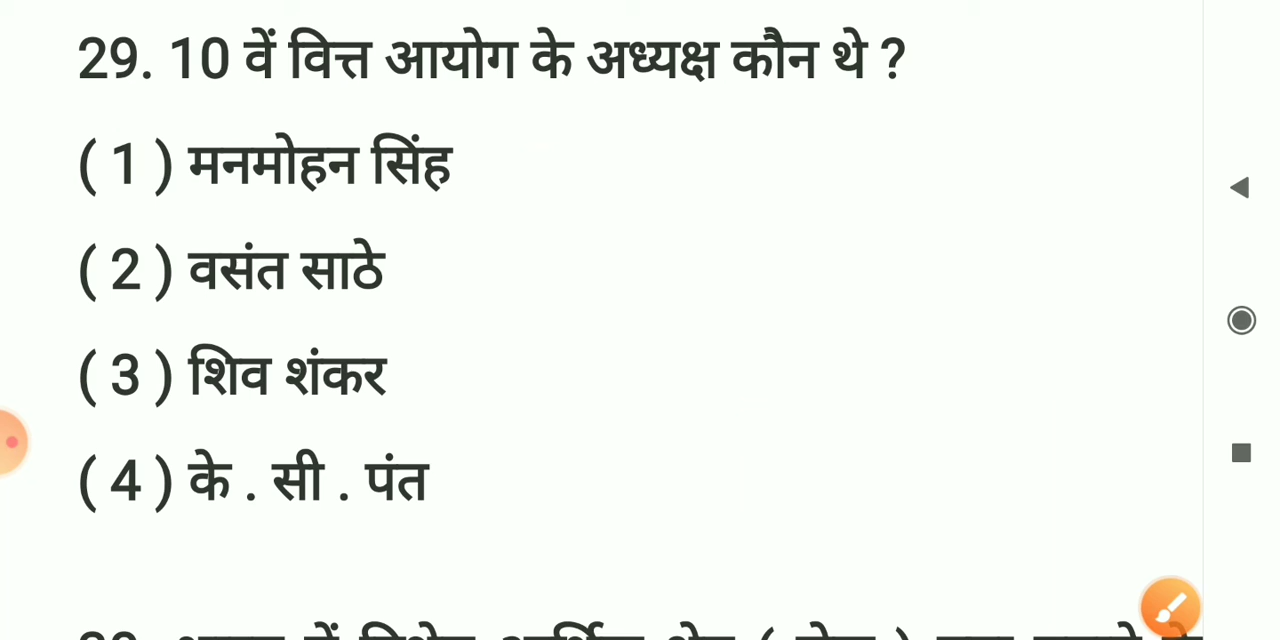 29. 10 वें वित्त आयोग के अध्यक्ष कौन थे ?
( 1 ) मनमोहन सिंह
( 2 ) वसंत साठे
( 3 ) शिव शंकर
( 4 ) के . सी . पंत